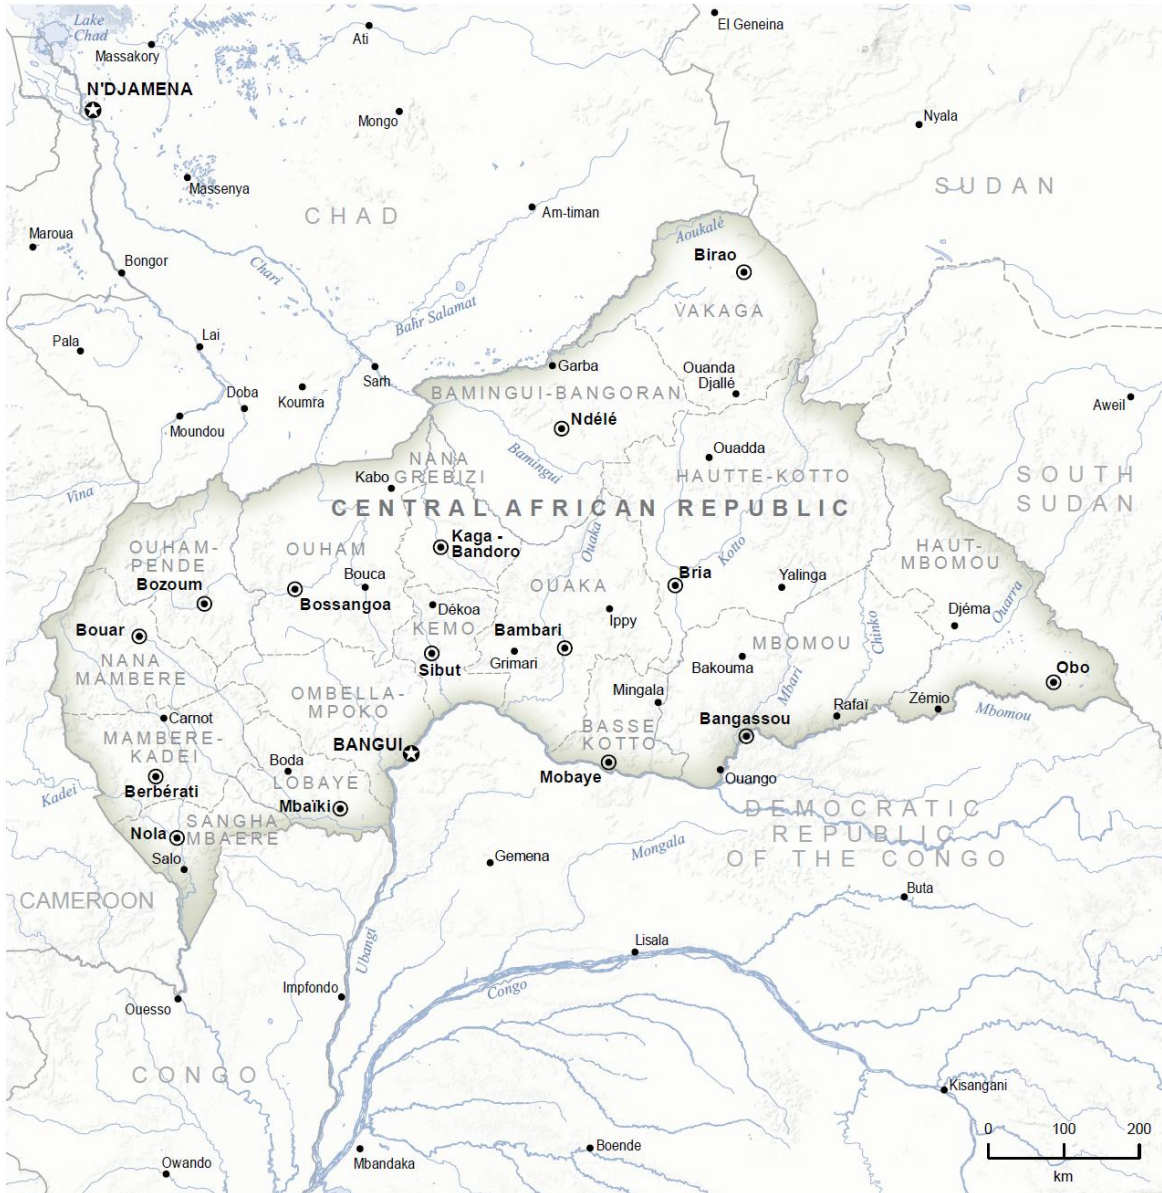 Lake
Chad
Massakory
Ati
El Geneina
N'DJAMENA
Mongo
Nyala
Massenya
SUDAN
CHAD
Am-timan
Maroua
Aoukalé
Birao
Bongor
Chari
VAKAGA
Bahr Salamat
Pala
Lai
Garba
Ouanda
Djallé
Sarh
Doba
Koumra
BAMINGUI-BANGORAN
Aweil
Moundou
Ndélé
Bamingui
Ouadda
NANA
GREBIZI
Kabo
HAUTTE-KOTTO
SOUTH
SUDAN
Vina
CENTRAL AFRICAN REPUBLIC
Kaga -
Bandoro
Ouaka
Kotto
OUHAM-
PENDE
OUHAM
HAUT-
MBOMOU
Bozoum
Bouca
Bossangoa
OUAKA
Bria
Yalinga
Dékoa
Ippy
Chinko
Djéma
Ouarra
Bouar
KEMO
Bambari
MBOMOU
Grimari
Sibut
Bakouma
Obo
NANA
MAMBERE
OMBELLA-
MPOKO
Mingala
Mbari
Rafaï
Zémio
Mbomou
Carnot
Bangassou
MAMBERE-
KADEI
BANGUI
BASSE
KOTTO
Boda
LOBAYE
Mobaye
Ouango
Kadei
Berbérati
Mbaïki
DEMOCRATIC
REPUBLIC
OF THE CONGO
SANGHA
MBAERE
Nola
Salo
Gemena
Mongala
CAMEROON
Buta
Ubangi
Lisala
Impfondo
Congo
Ouesso
CONGO
Kisangani
0 100 200
km
Boende
Mbandaka
Owando